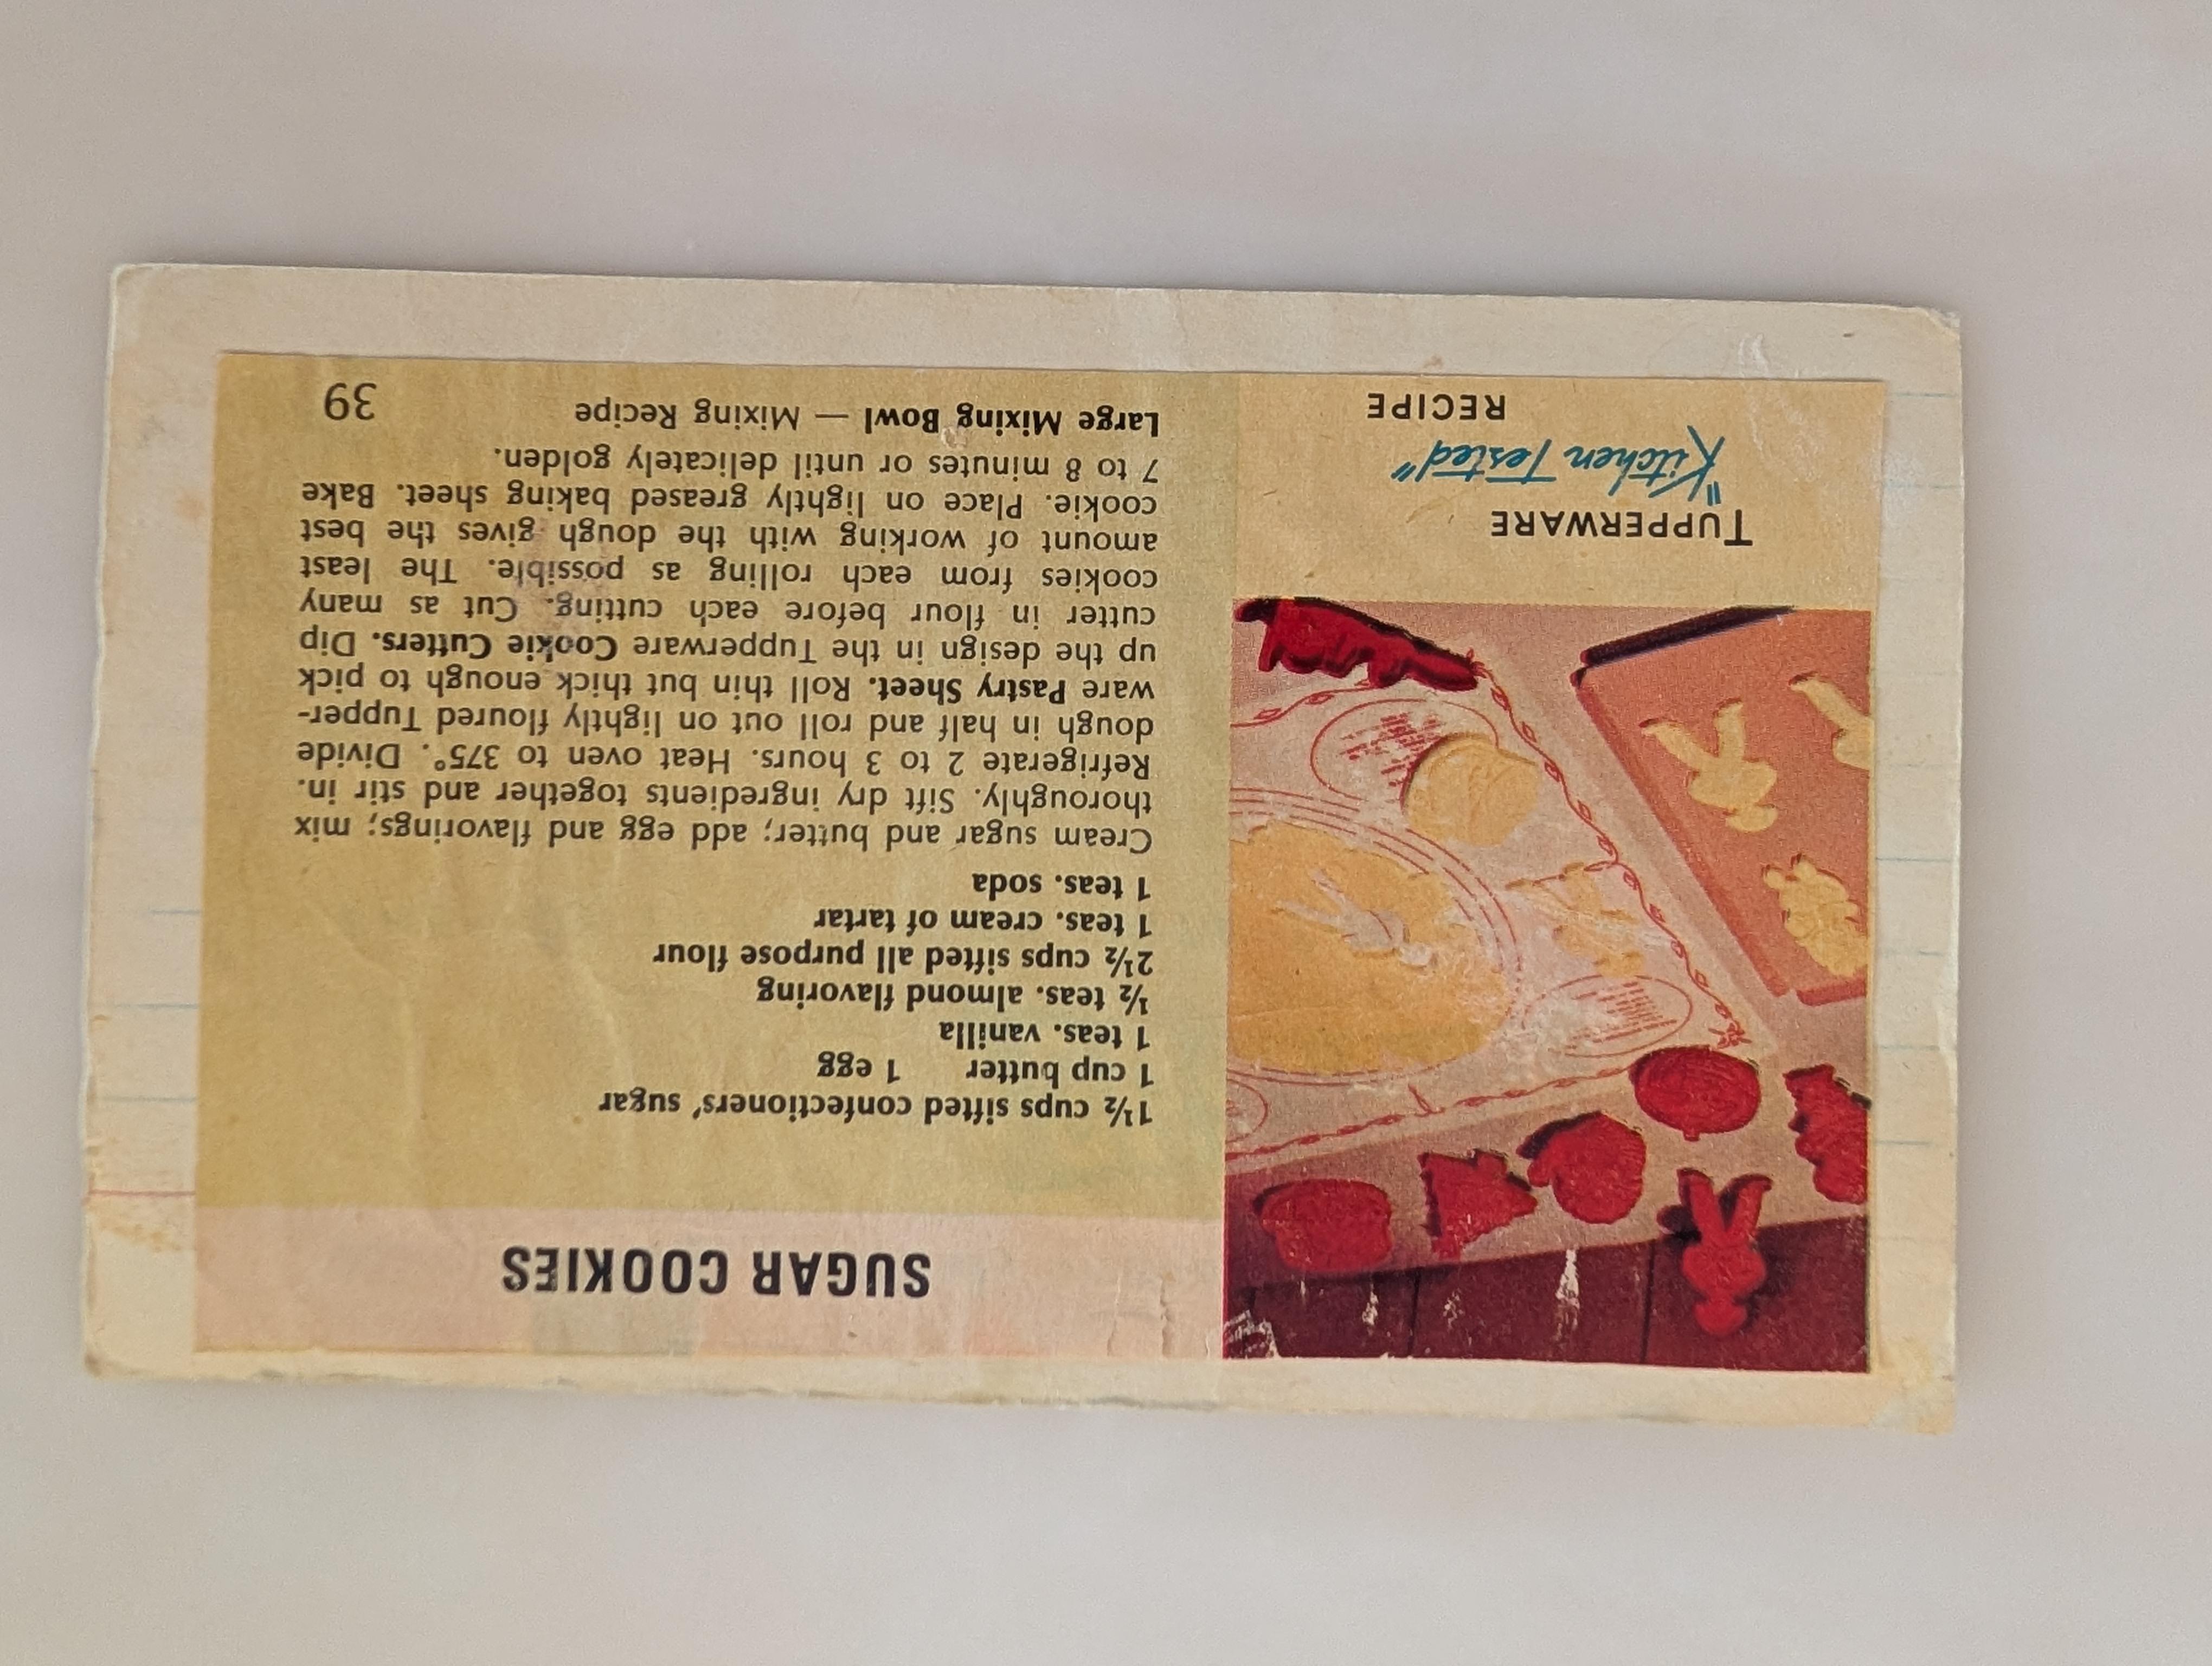 SUGAR COOKIES
1½ cups sifted confectioners' sugar
1 cup butter 1 egg
1 teas. vanilla
½ teas. almond flavoring
2½ cups sifted all purpose flour
1 teas. cream of tartar
1 teas. soda
Cream sugar and butter; add egg and flavorings; mix
thoroughly. Sift dry ingredients together and stir in.
Refrigerate 2 to 3 hours. Heat oven to 375°. Divide
dough in half and roll out on lightly floured Tupper-
ware Pastry Sheet. Roll thin but thick enough to pick
up the design in the Tupperware Cookie Cutters. Dip
cutter in flour before each cutting. Cut as many
cookies from each rolling as possible. The least
amount of working with the dough gives the best
cookie. Place on lightly greased baking sheet. Bake
7 to 8 minutes or until delicately golden.
Large Mixing Bowl — Mixing Recipe
39
TUPPERWARE
"Kitchen Tested"
RECIPE